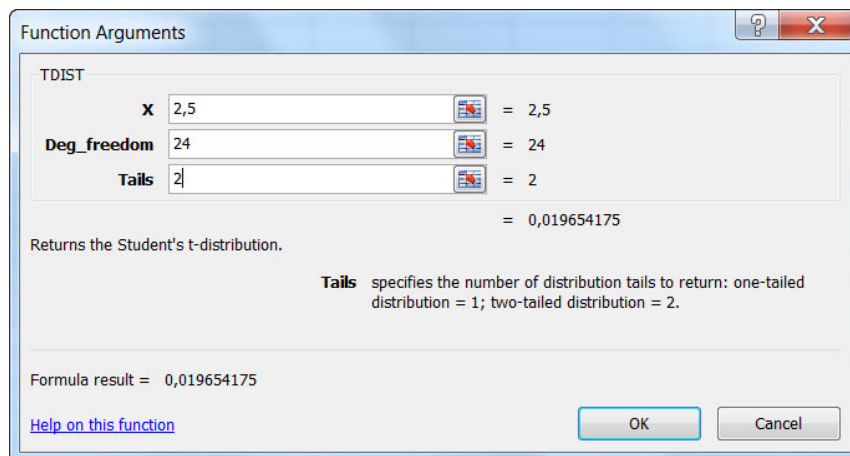 Function Arguments
TDIST
X 2,5 = 2,5
Deg_freedom 24 = 24
Tails 2 = 2
= 0,019654175
Returns the Student's t-distribution.
Tails specifies the number of distribution tails to return: one-tailed
distribution = 1; two-tailed distribution = 2.
Formula result = 0,019654175
Help on this function OK Cancel